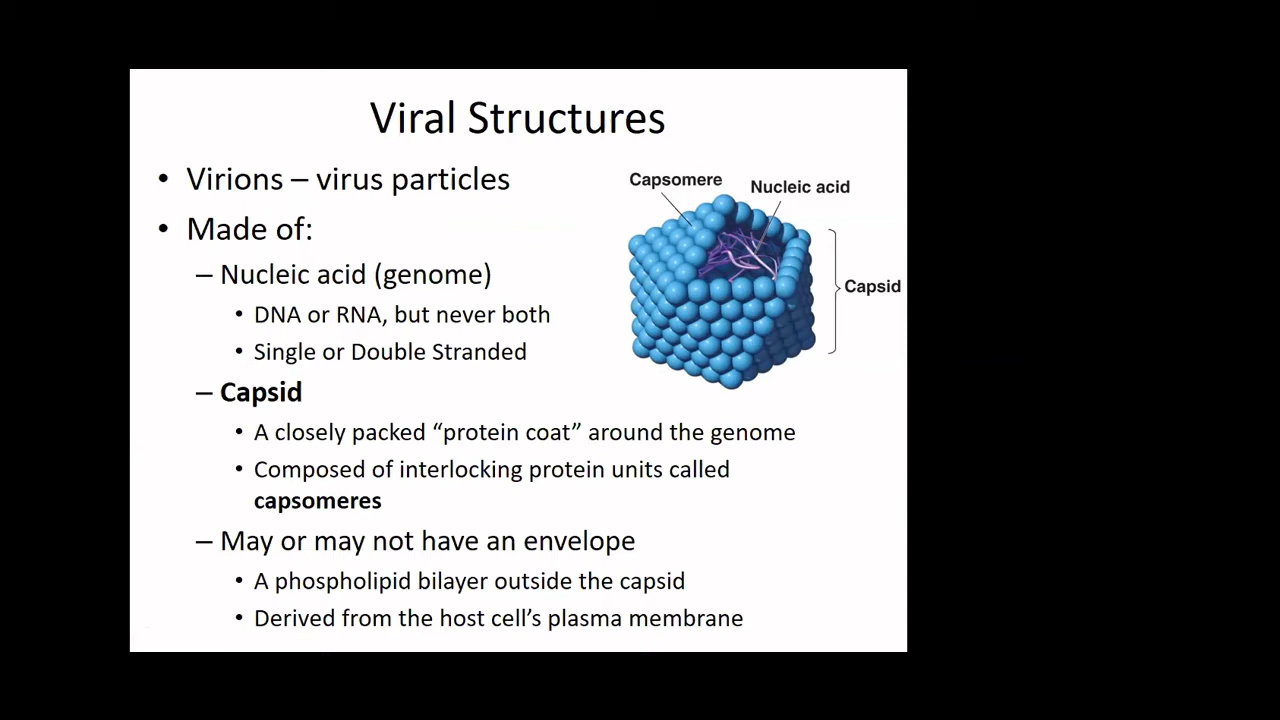 Viral Structures
• Virions – virus particles
• Made of:
– Nucleic acid (genome)
• DNA or RNA, but never both
• Single or Double Stranded
– Capsid
• A closely packed “protein coat” around the genome
• Composed of interlocking protein units called
capsomeres
– May or may not have an envelope
• A phospholipid bilayer outside the capsid
• Derived from the host cell’s plasma membrane
Capsomere
Nucleic acid
Capsid